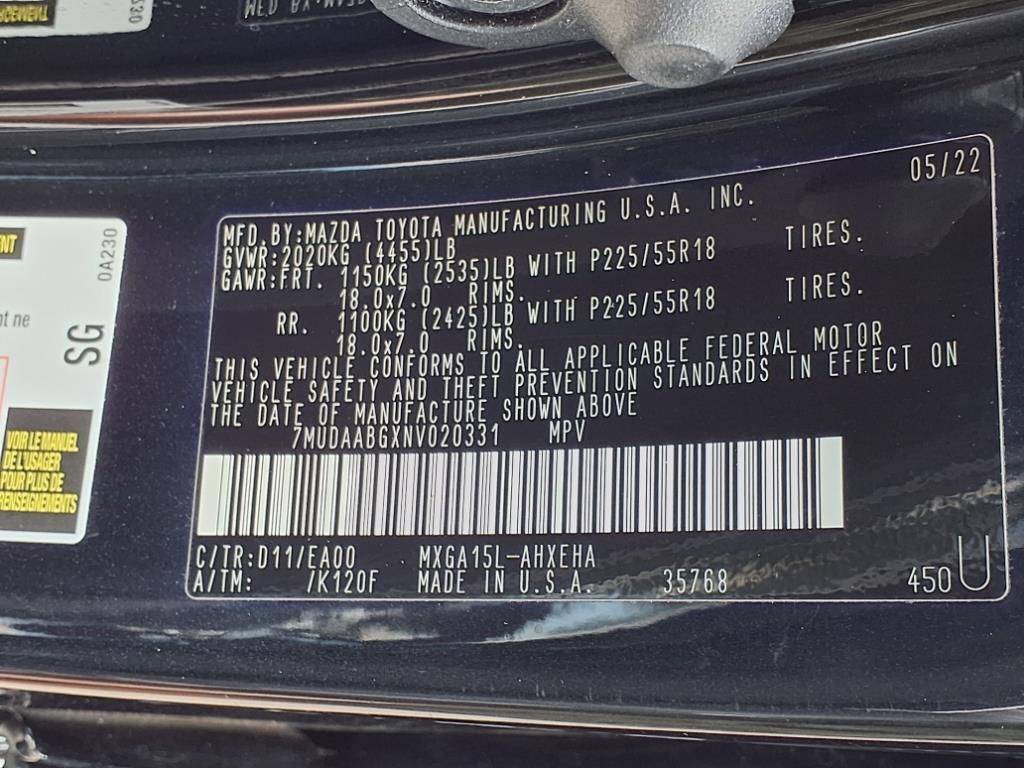 05/22
MFD.BY:MAZDA TOYOTA MANUFACTURING U.S.A. INC.
GVWR:2020KG (4455)LB
GAWR:FRT. 1150KG (2535)LB WITH P225/55R18 TIRES.
18.0x7.0 RIMS.
RR. 1100KG (2425)LB WITH P225/55R18 TIRES.
18.0x7.0 RIMS.
THIS VEHICLE CONFORMS TO ALL APPLICABLE FEDERAL MOTOR
VEHICLE SAFETY AND THEFT PREVENTION STANDARDS IN EFFECT ON
THE DATE OF MANUFACTURE SHOWN ABOVE
7MUDAABGXNV020331 MPV
C/TR:D11/EA00 MXGA15L-AHXEHA
A/TM: /K120F MADE IN U.S.A. 35768 450 U
0A230
SG
VOIR LE MANUEL
DE L'USAGER
POUR PLUS DE
RENSEIGNEMENTS